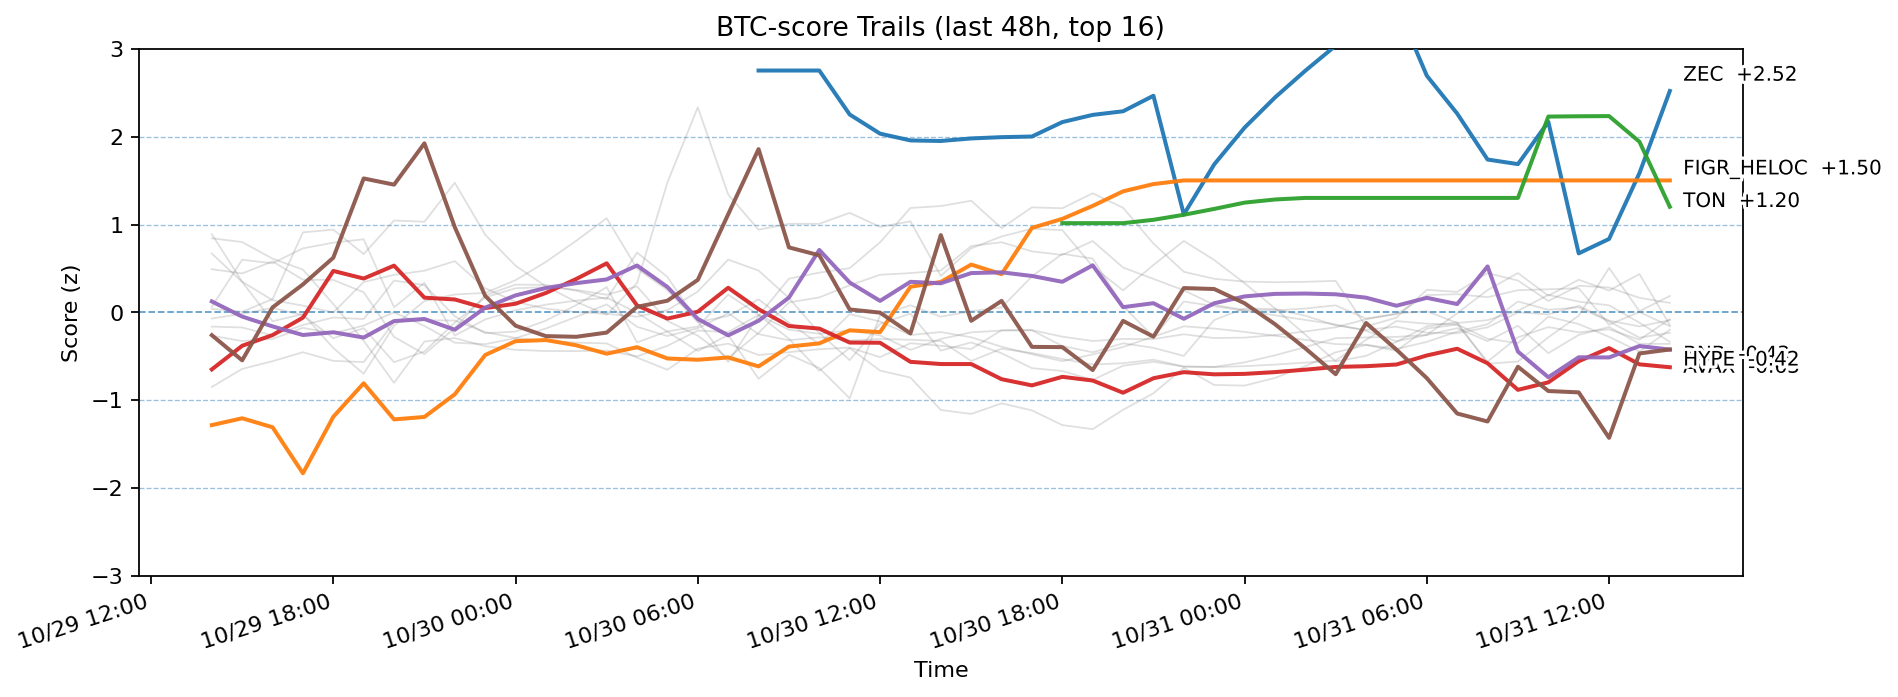 BTC-score Trails (last 48h, top 16)
Score (z)
3
2
1
0
−1
−2
−3
ZEC +2.52
FIGR_HELOC +1.50
TON +1.20
HYPE -0.42
10/29 12:00
10/29 18:00
10/30 00:00
10/30 06:00
10/30 12:00
10/30 18:00
10/31 00:00
10/31 06:00
10/31 12:00
Time